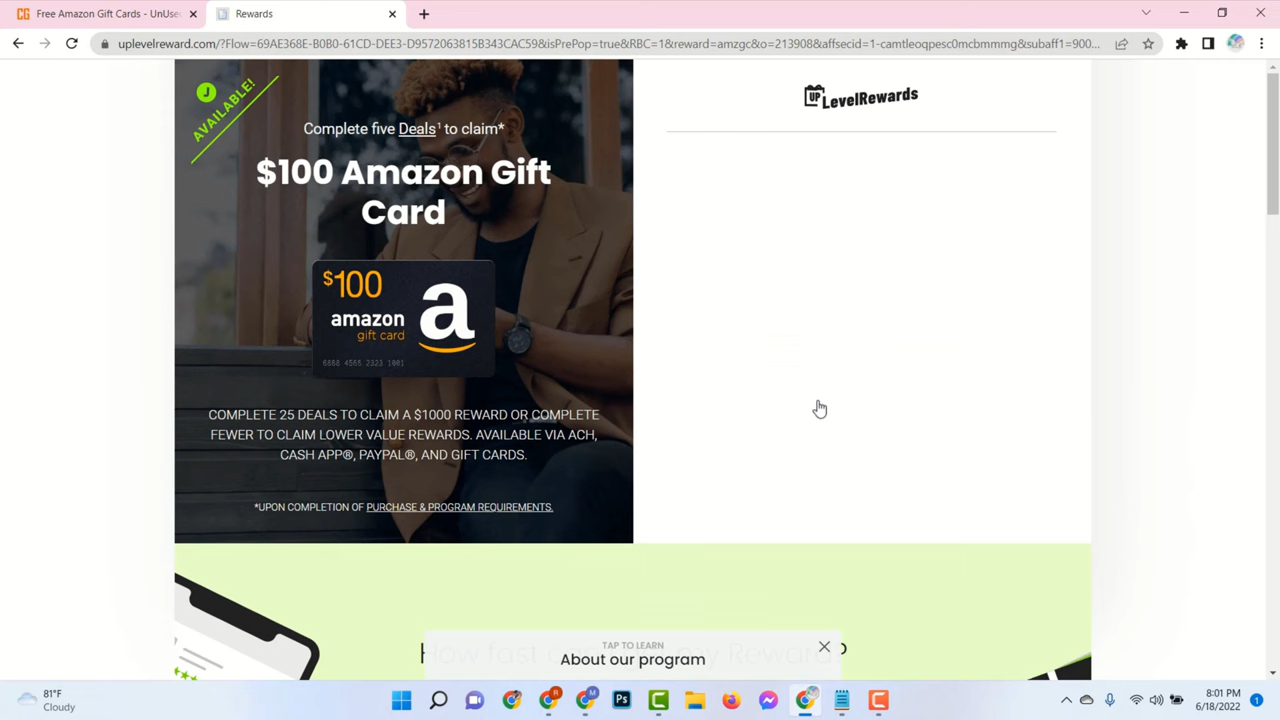 Free Amazon Gift Cards - UnUse
Rewards
uplevelreward.com/?Flow=69AE368E-B0B0-61CD-DEE3-D9572063815B343CAC59&isPrePop=true&RBC=1&reward=amzgc&o=213908&affsecid=1-camtleoqpesc0mcbmmmg&subaff1=900...
AVAILABLE!
Complete five Deals¹ to claim*
$100 Amazon Gift
Card
$100
amazon
gift card
COMPLETE 25 DEALS TO CLAIM A $1000 REWARD OR COMPLETE
FEWER TO CLAIM LOWER VALUE REWARDS. AVAILABLE VIA ACH,
CASH APP®, PAYPAL®, AND GIFT CARDS.
*UPON COMPLETION OF PURCHASE & PROGRAM REQUIREMENTS.
UP LevelRewards
TAP TO LEARN
About our program
81°F
Cloudy
8:01 PM
6/18/2022
1